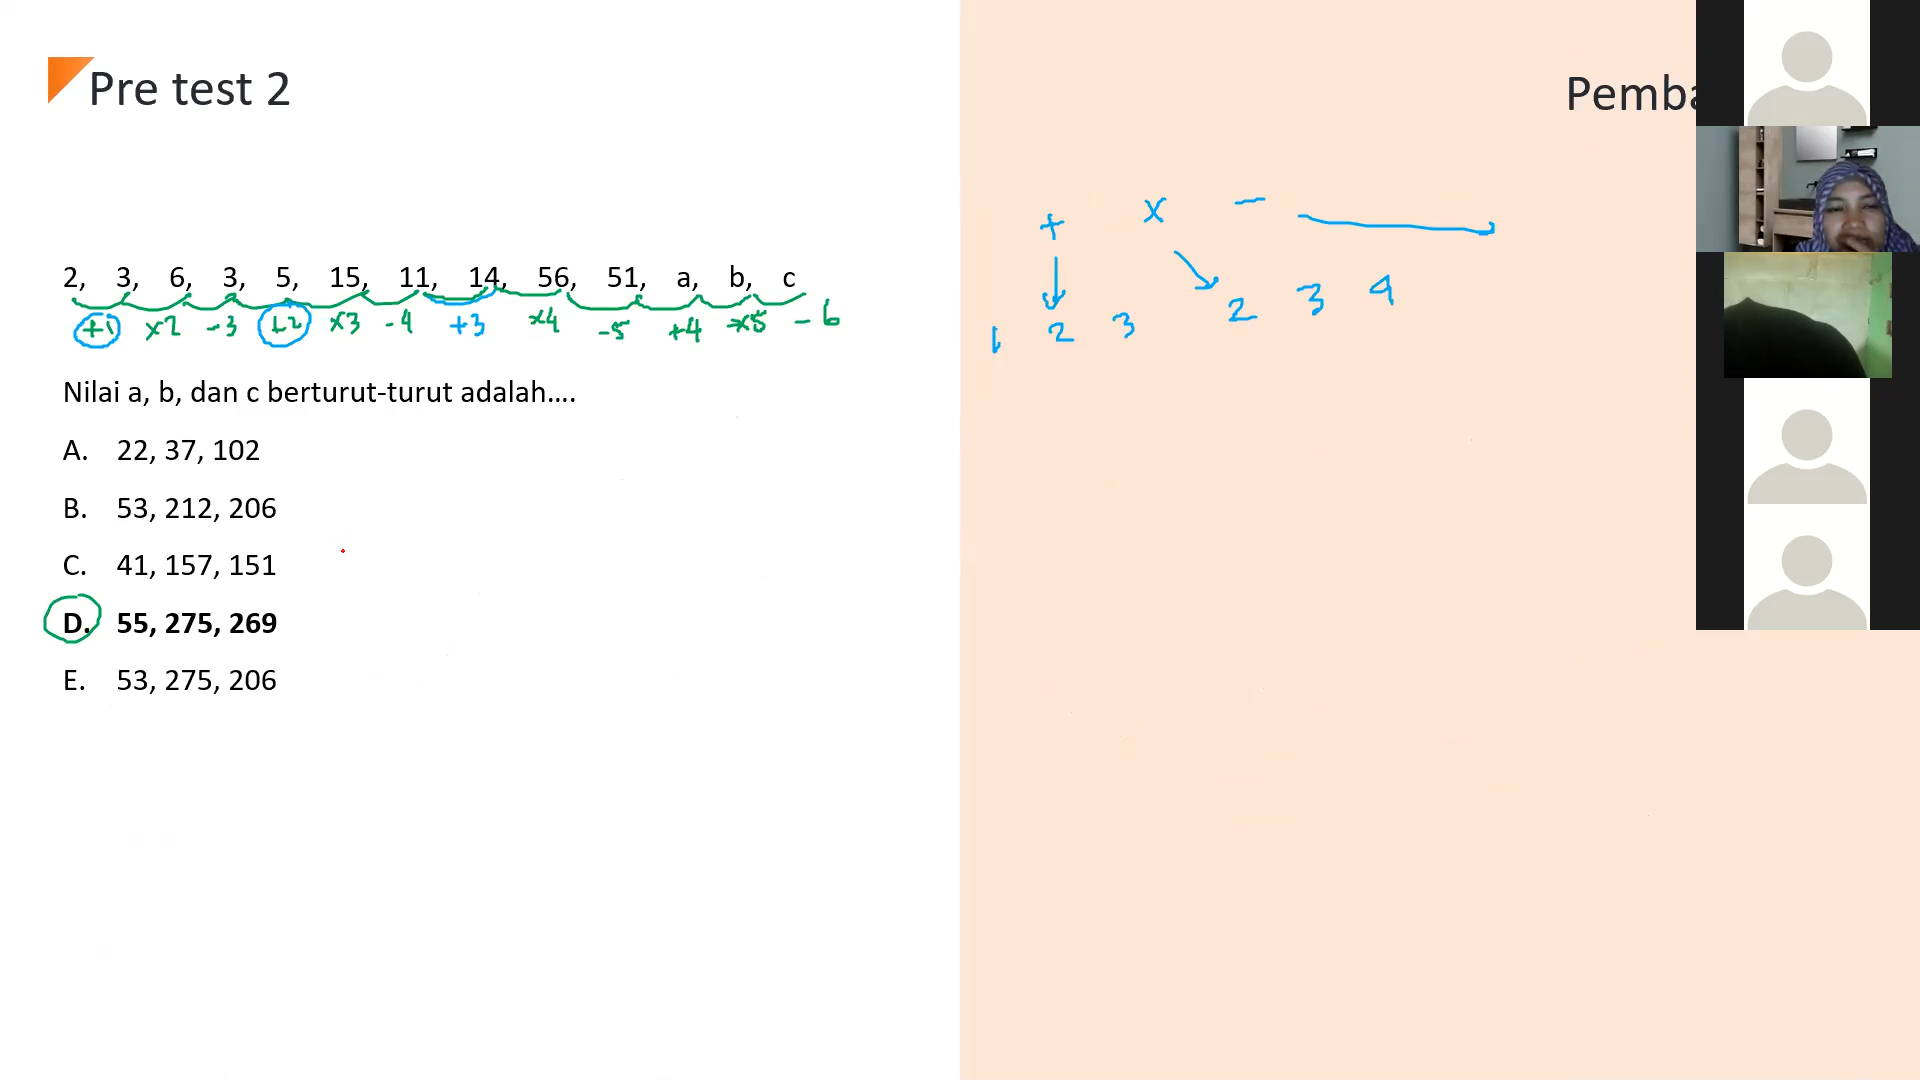 Pre test 2
Pemba
2, 3, 6, 3, 5, 15, 11, 14, 56, 51, a, b, c
+1 x2 -3 +2 x3 -4 +3 x4 -5 +4 x5 -6
Nilai a, b, dan c berturut-turut adalah....
A. 22, 37, 102
B. 53, 212, 206
C. 41, 157, 151
D. 55, 275, 269
E. 53, 275, 206
+ x -
1 2 3 2 3 4